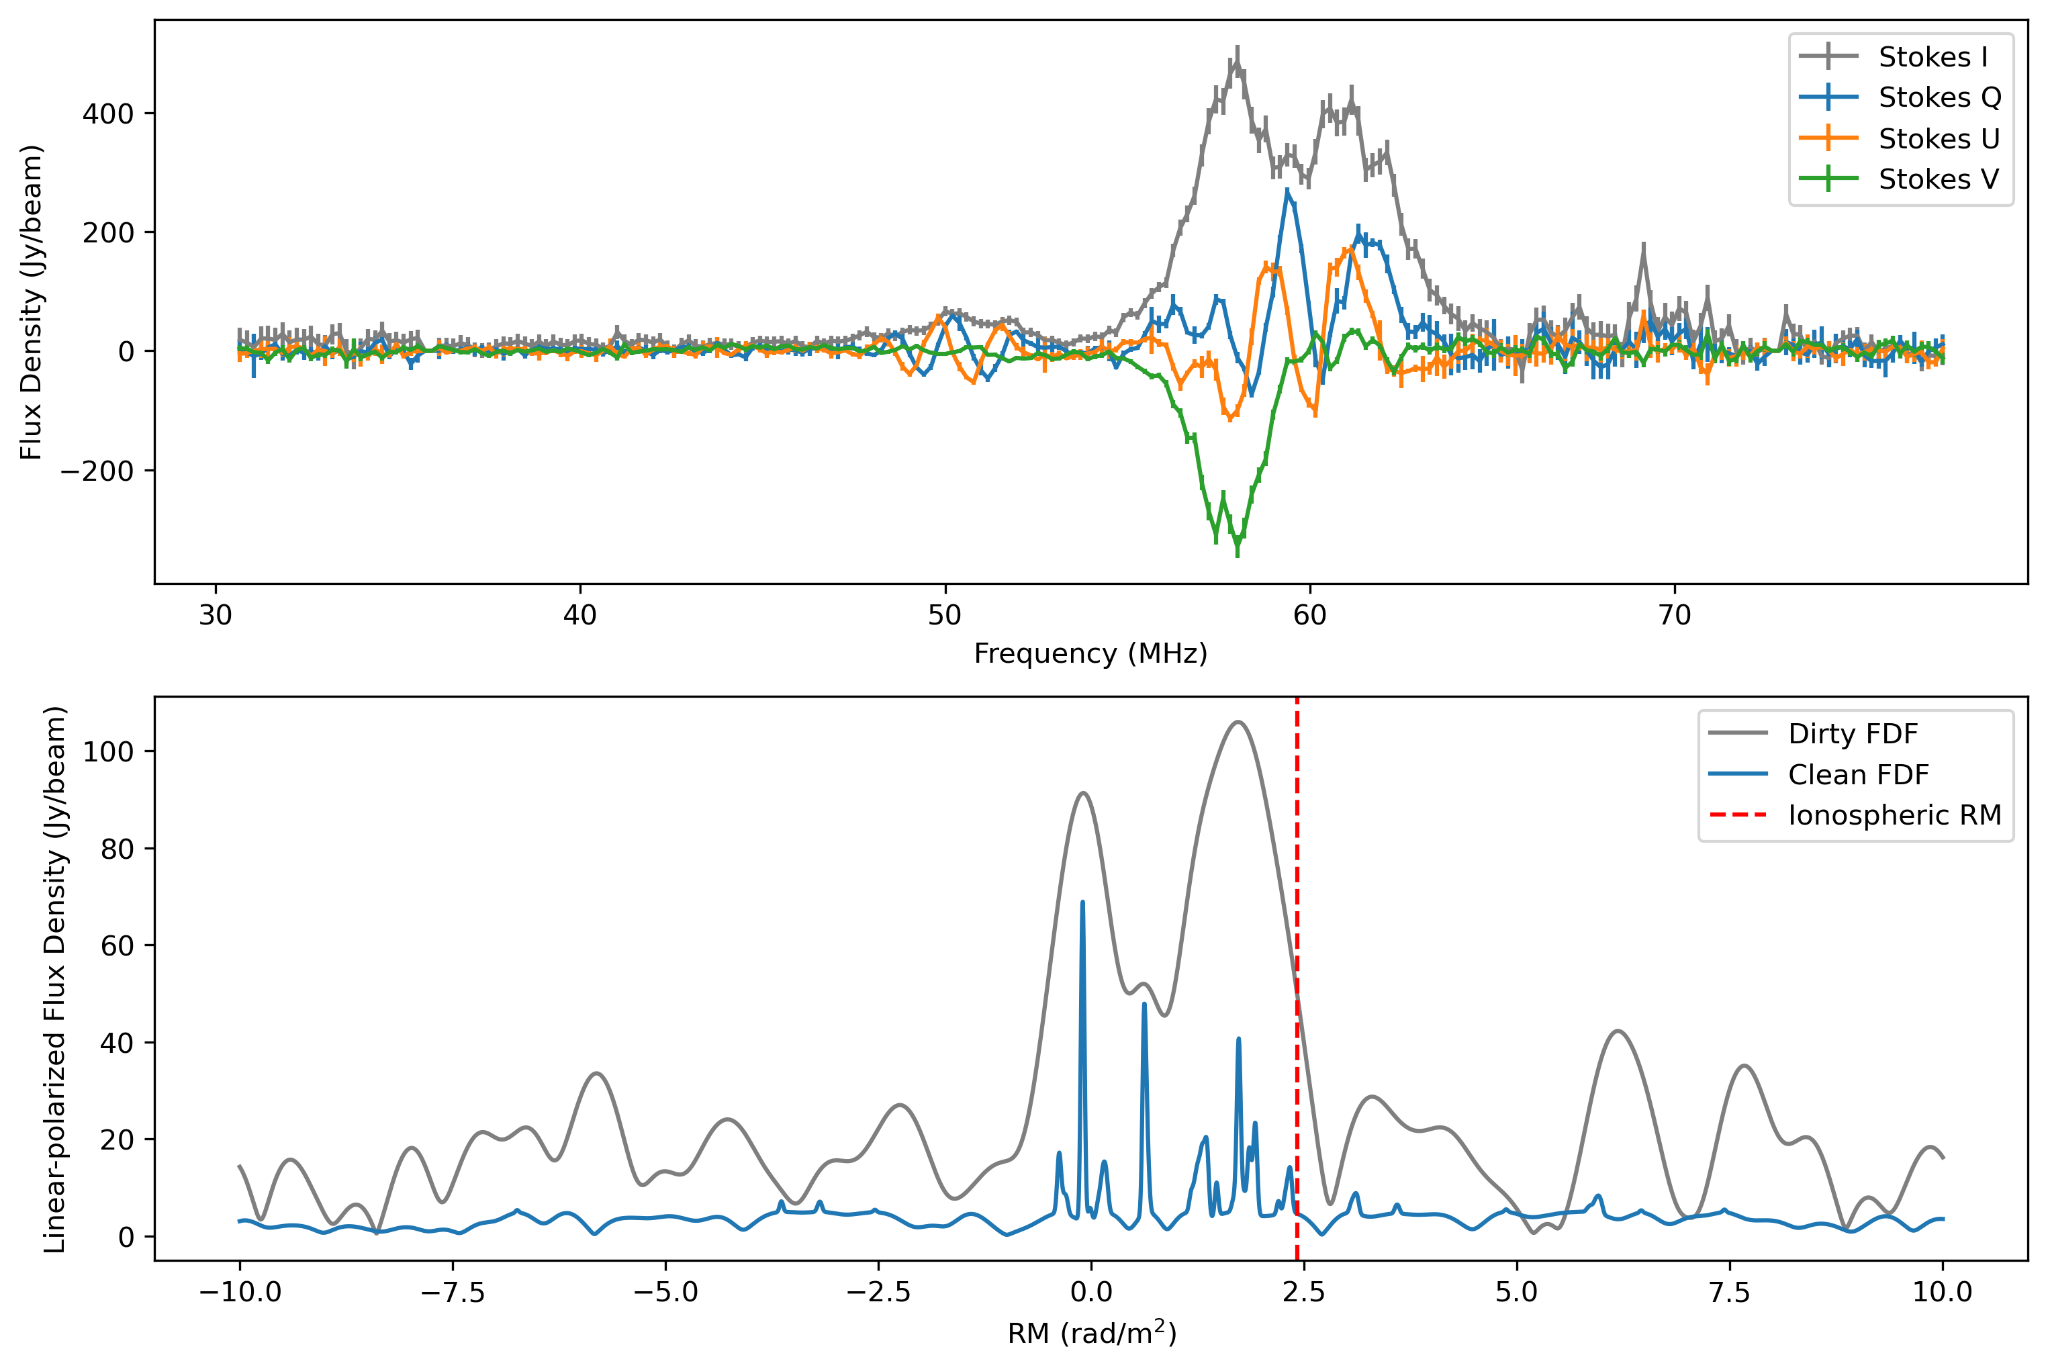 Flux Density (Jy/beam)
400
200
0
−200
Stokes I
Stokes Q
Stokes U
Stokes V
30 40 50 60 70
Frequency (MHz)
Linear-polarized Flux Density (Jy/beam)
100
80
60
40
20
0
Dirty FDF
Clean FDF
Ionospheric RM
−10.0 −7.5 −5.0 −2.5 0.0 2.5 5.0 7.5 10.0
RM (rad/m²)